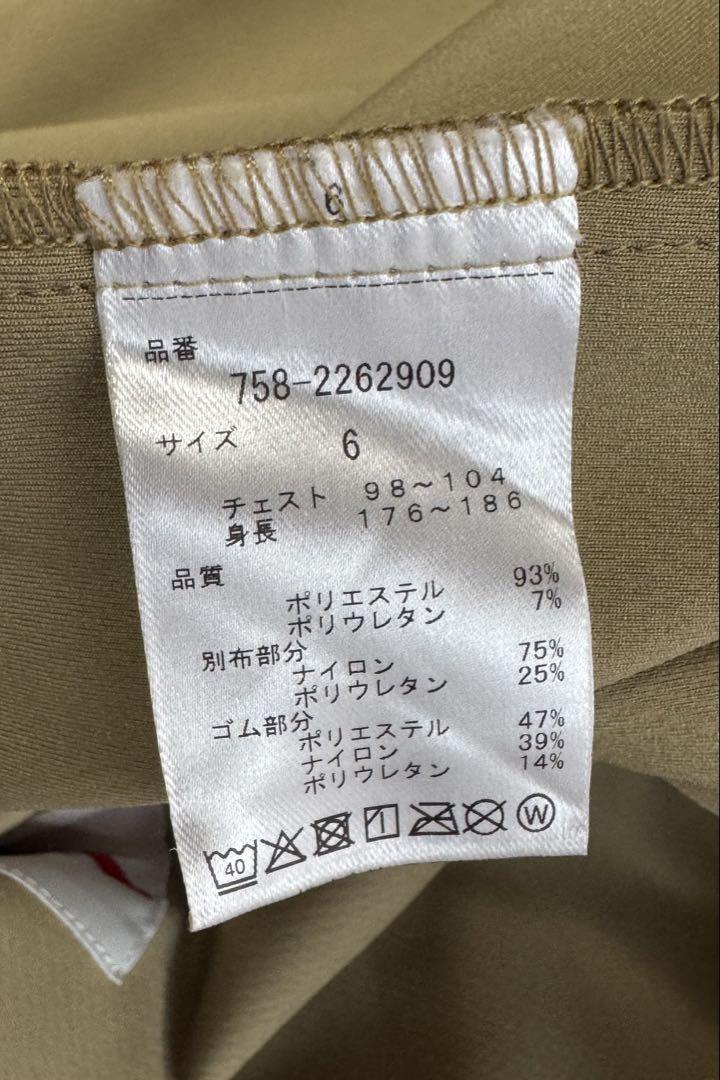 6
品番
758-2262909
サイズ 6
チェスト 98～104
身長 176～186
品質
ポリエステル 93%
ポリウレタン 7%
別布部分
ナイロン 75%
ポリウレタン 25%
ゴム部分
ポリエステル 47%
ナイロン 39%
ポリウレタン 14%
40
W